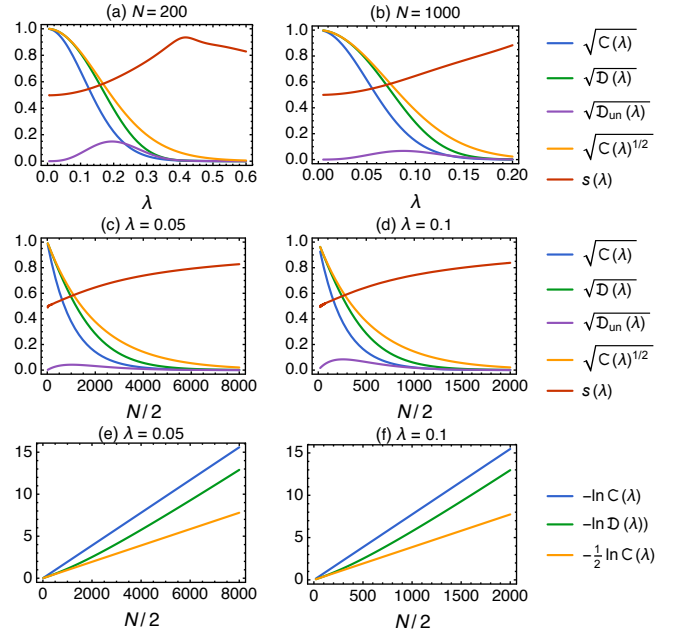 (a) N = 200
(b) N = 1000
1.0
0.8
0.6
0.4
0.2
0.0
0.0 0.1 0.2 0.3 0.4 0.5 0.6
λ
1.0
0.8
0.6
0.4
0.2
0.0
0.00 0.05 0.10 0.15 0.20
λ
√C(λ)
√D(λ)
√D_un(λ)
√C(λ)^1/2
s(λ)
(c) λ = 0.05
(d) λ = 0.1
1.0
0.8
0.6
0.4
0.2
0.0
0 2000 4000 6000 8000
N/2
1.0
0.8
0.6
0.4
0.2
0.0
0 500 1000 1500 2000
N/2
√C(λ)
√D(λ)
√D_un(λ)
√C(λ)^1/2
s(λ)
(e) λ = 0.05
(f) λ = 0.1
15
10
5
0
0 2000 4000 6000 8000
N/2
15
10
5
0
0 500 1000 1500 2000
N/2
−ln C(λ)
−ln D(λ))
−1/2 ln C(λ)